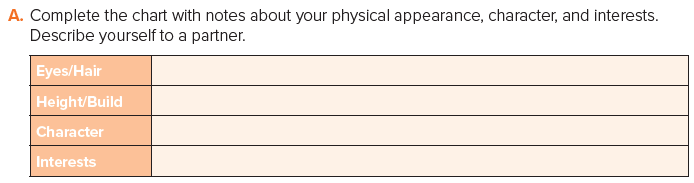 A. Complete the chart with notes about your physical appearance, character, and interests.
Describe yourself to a partner.
Eyes/Hair
Height/Build
Character
Interests